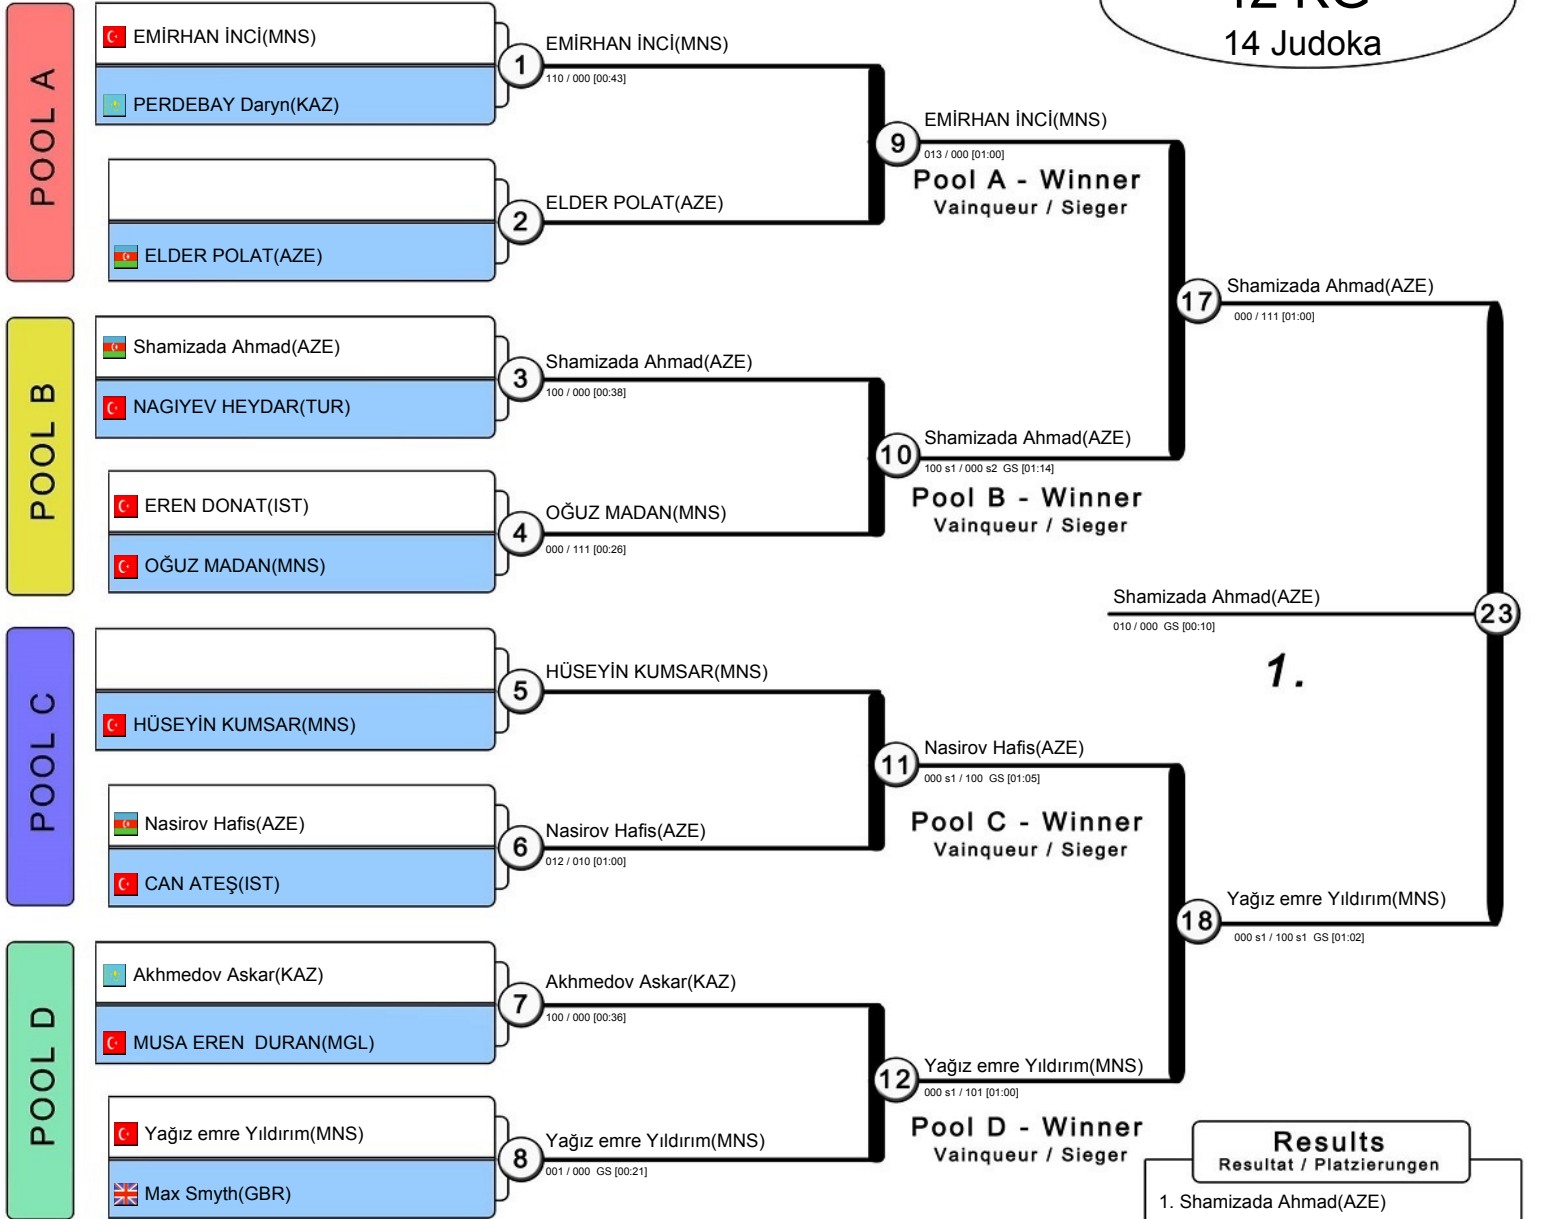 42 KG
14 Judoka
POOL A
EMİRHAN İNCİ(MNS)
PERDEBAY Daryn(KAZ)
1
EMİRHAN İNCİ(MNS)
110 / 000 [00:43]
ELDER POLAT(AZE)
2
ELDER POLAT(AZE)
9
EMİRHAN İNCİ(MNS)
013 / 000 [01:00]
Pool A - Winner
Vainqueur / Sieger
POOL B
Shamizada Ahmad(AZE)
NAGIYEV HEYDAR(TUR)
3
Shamizada Ahmad(AZE)
100 / 000 [00:38]
EREN DONAT(IST)
OĞUZ MADAN(MNS)
4
OĞUZ MADAN(MNS)
000 / 111 [00:26]
10
Shamizada Ahmad(AZE)
100 s1 / 000 s2 GS [01:14]
Pool B - Winner
Vainqueur / Sieger
17
Shamizada Ahmad(AZE)
000 / 111 [01:00]
Shamizada Ahmad(AZE)
23
010 / 000 GS [00:10]
1.
POOL C
HÜSEYİN KUMSAR(MNS)
5
HÜSEYİN KUMSAR(MNS)
Nasirov Hafis(AZE)
CAN ATEŞ(IST)
6
Nasirov Hafis(AZE)
012 / 010 [01:00]
11
Nasirov Hafis(AZE)
000 s1 / 100 GS [01:05]
Pool C - Winner
Vainqueur / Sieger
18
Yağız emre Yıldırım(MNS)
000 s1 / 100 s1 GS [01:02]
POOL D
Akhmedov Askar(KAZ)
MUSA EREN DURAN(MGL)
7
Akhmedov Askar(KAZ)
100 / 000 [00:36]
Yağız emre Yıldırım(MNS)
Max Smyth(GBR)
8
Yağız emre Yıldırım(MNS)
001 / 000 GS [00:21]
12
Yağız emre Yıldırım(MNS)
000 s1 / 101 [01:00]
Pool D - Winner
Vainqueur / Sieger
Results
Resultat / Platzierungen
1. Shamizada Ahmad(AZE)